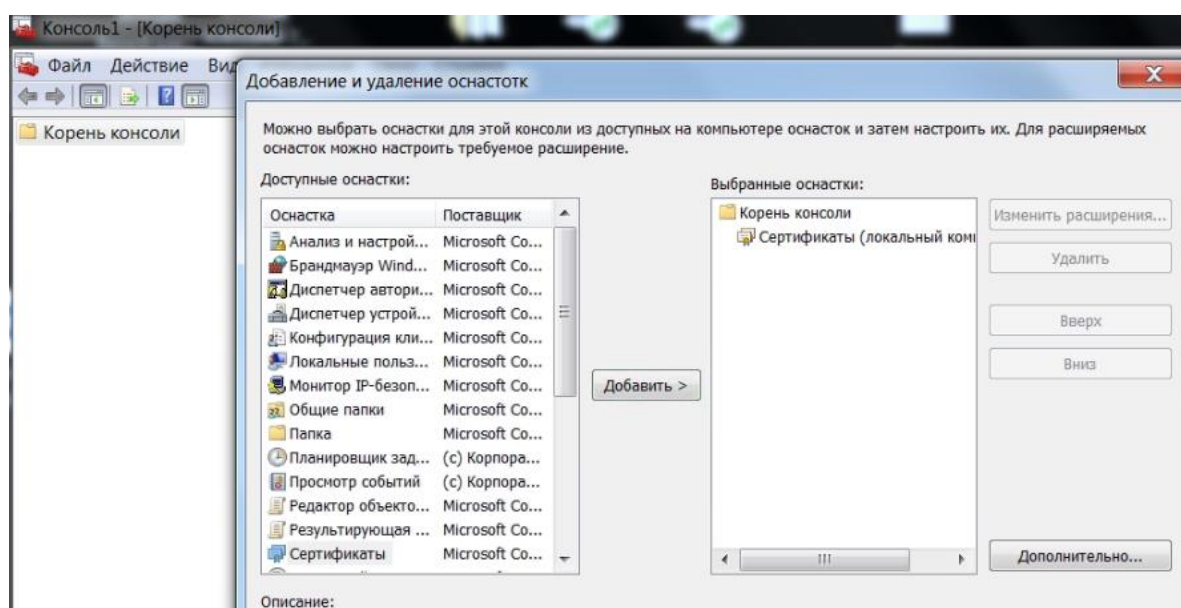 Консоль1 - [Корень консоли]
Файл Действие Вид
Добавление и удаление оснастотк
Корень консоли
Можно выбрать оснастки для этой консоли из доступных на компьютере оснасток и затем настроить их. Для расширяемых
оснасток можно настроить требуемое расширение.
Доступные оснастки:
Оснастка Поставщик
Анализ и настрой... Microsoft Co...
Брандмауэр Wind... Microsoft Co...
Диспетчер автори... Microsoft Co...
Диспетчер устрой... Microsoft Co...
Конфигурация кли... Microsoft Co...
Локальные польз... Microsoft Co...
Монитор IP-безоп... Microsoft Co...
Общие папки Microsoft Co...
Папка Microsoft Co...
Планировщик зад... (с) Корпора...
Просмотр событий (с) Корпора...
Редактор объекто... Microsoft Co...
Результирующая ... Microsoft Co...
Сертификаты Microsoft Co...
Добавить >
Выбранные оснастки:
Корень консоли
Сертификаты (локальный
Изменить расширения...
Удалить
Вверх
Вниз
Дополнительно...
Описание: